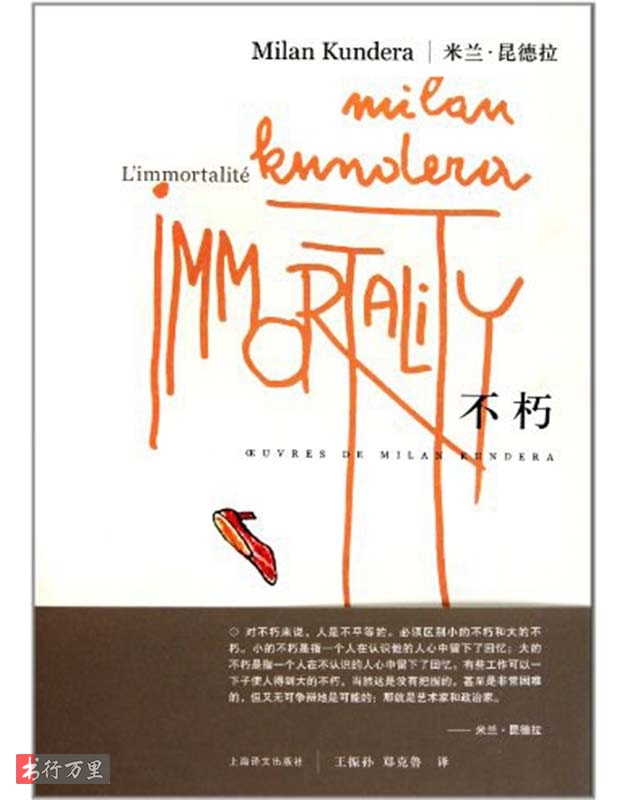 Milan Kundera | 米兰·昆德拉
milan
kundera
L'immortalité
IMMORTALITY
不朽
ŒUVRES DE MILAN KUNDERA
◇ 对不朽来说，人是不平等的。必须区别小的不朽和大的不
朽。小的不朽是指一个人在认识他的人心中留下了回忆；大的
不朽是指一个人在不认识的人心中留下了回忆。有些工作可以一
下子使人得到大的不朽，当然这是没有把握的，甚至是非常困难
的，但又无可争辩地是可能的：那就是艺术家和政治家。
—— 米兰·昆德拉
上海译文出版社 | 王振孙 郑克鲁 译
书行万里